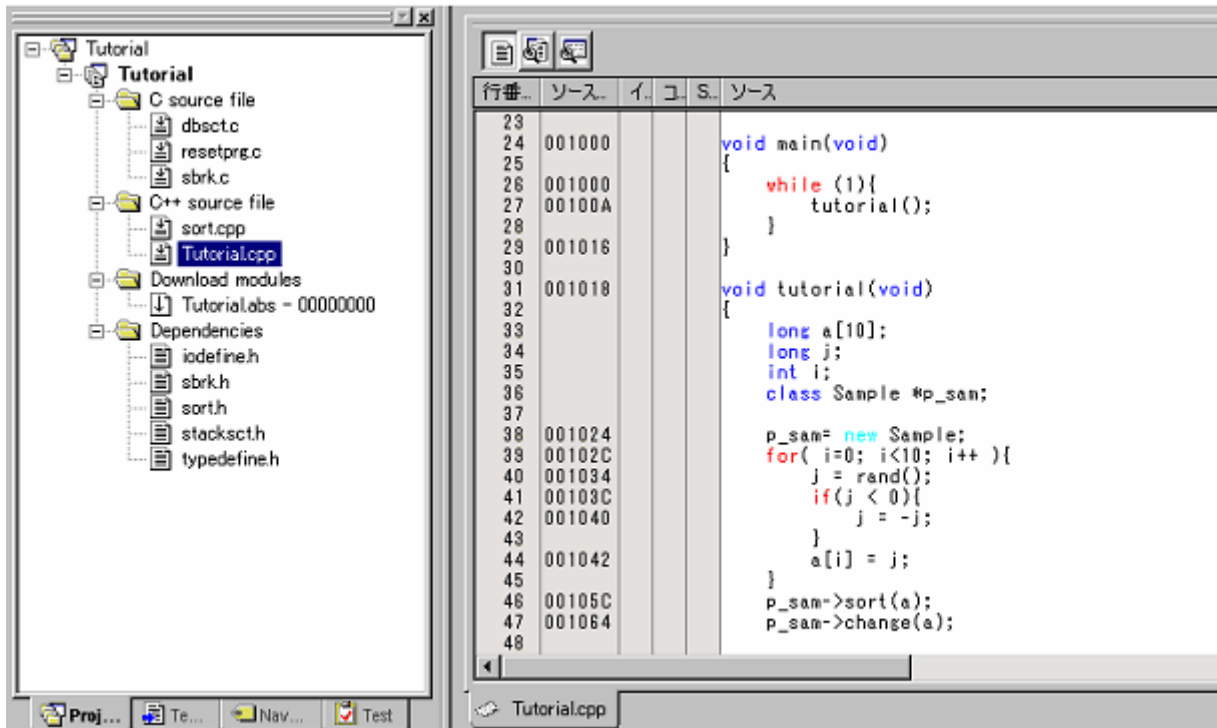 Tutorial
Tutorial
C source file
dbsct.c
resetprg.c
sbrk.c
C++ source file
sort.cpp
Tutorial.cpp
Download modules
Tutorial.abs - 00000000
Dependencies
iodefine.h
sbrk.h
sort.h
stacksct.h
typedefine.h
Proj... Te... Nav... Test
行番... ソース... イ.. コ.. S.. ソース
23
24 001000 void main(void)
25 {
26 001000 while (1){
27 00100A tutorial();
28 }
29 001016 }
30
31 001018 void tutorial(void)
32 {
33 long a[10];
34 long j;
35 int i;
36 class Sample *p_sam;
37
38 001024 p_sam= new Sample;
39 00102C for( i=0; i<10; i++ ){
40 001034 j = rand();
41 00103C if(j < 0){
42 001040 j = -j;
43 }
44 001042 a[i] = j;
45 }
46 00105C p_sam->sort(a);
47 001064 p_sam->change(a);
48
Tutorial.cpp